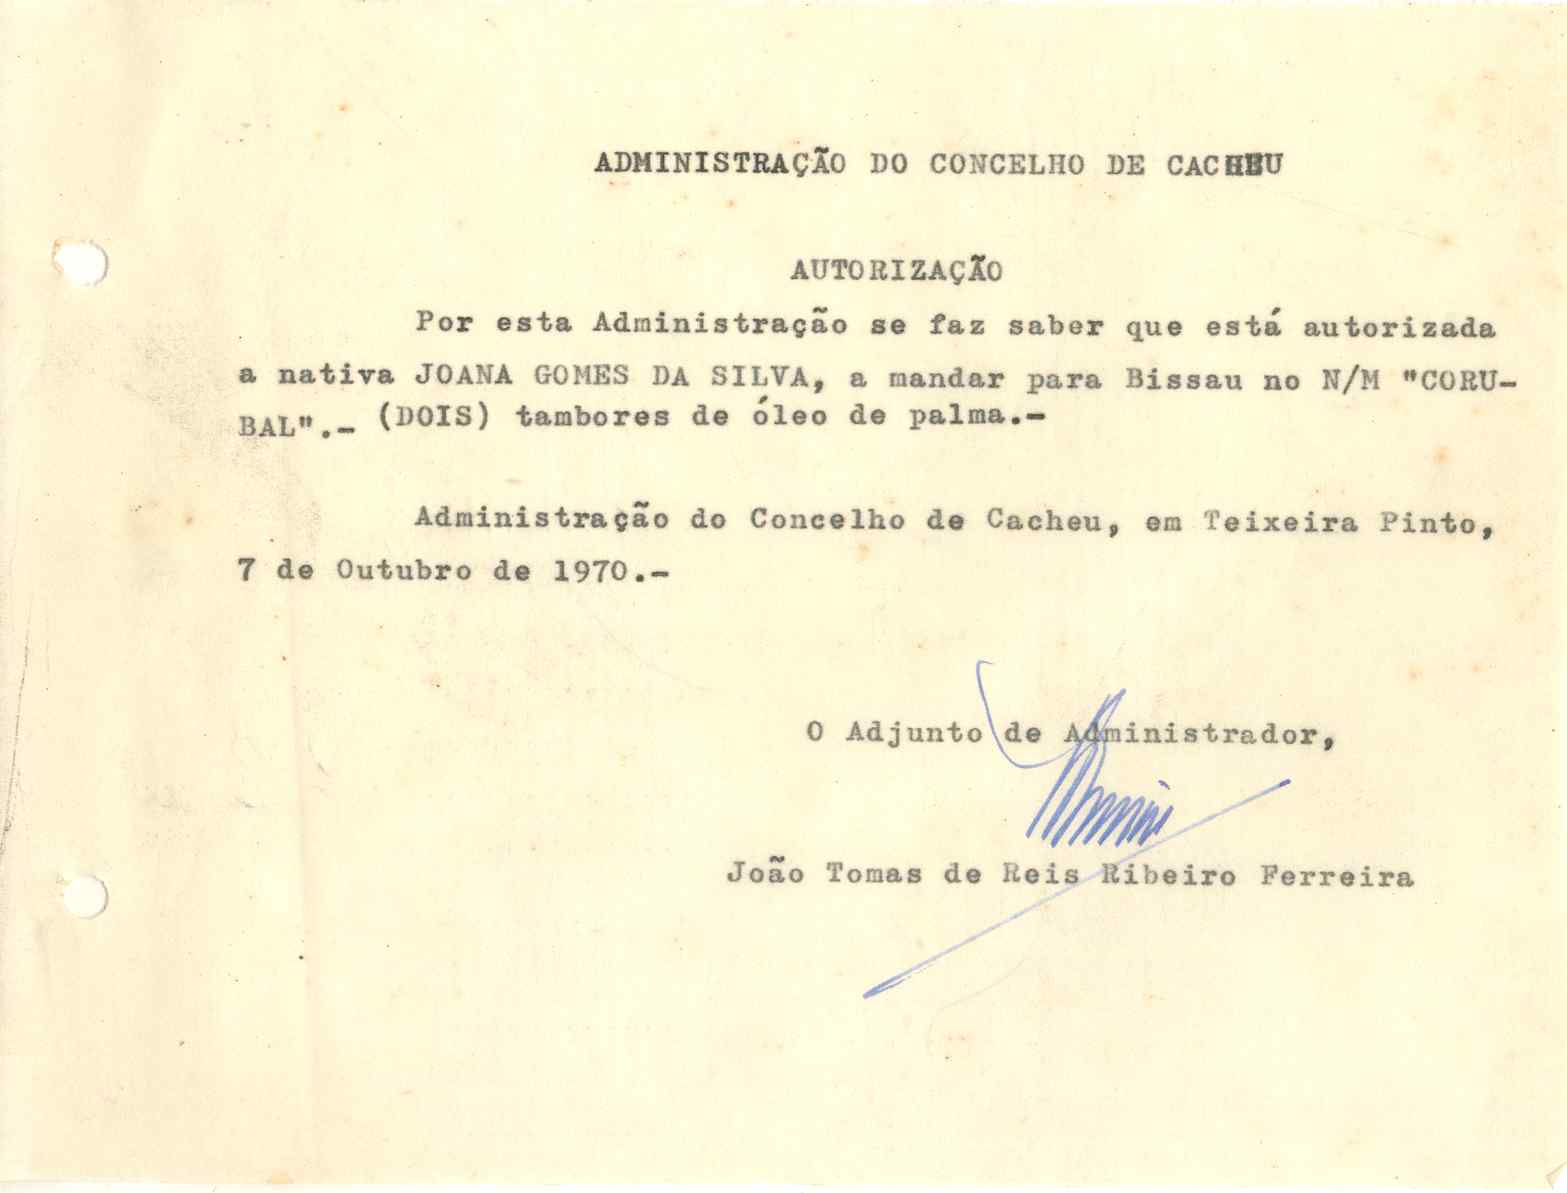 ADMINISTRAÇÃO DO CONCELHO DE CACHEU
AUTORIZAÇÃO
Por esta Administração se faz saber que está autorizada
a nativa JOANA GOMES DA SILVA, a mandar para Bissau no N/M "CORU-
BAL".- (DOIS) tambores de óleo de palma.-
Administração do Concelho de Cacheu, em Teixeira Pinto,
7 de Outubro de 1970.-
O Adjunto de Administrador,
João Tomas de Reis Ribeiro Ferreira